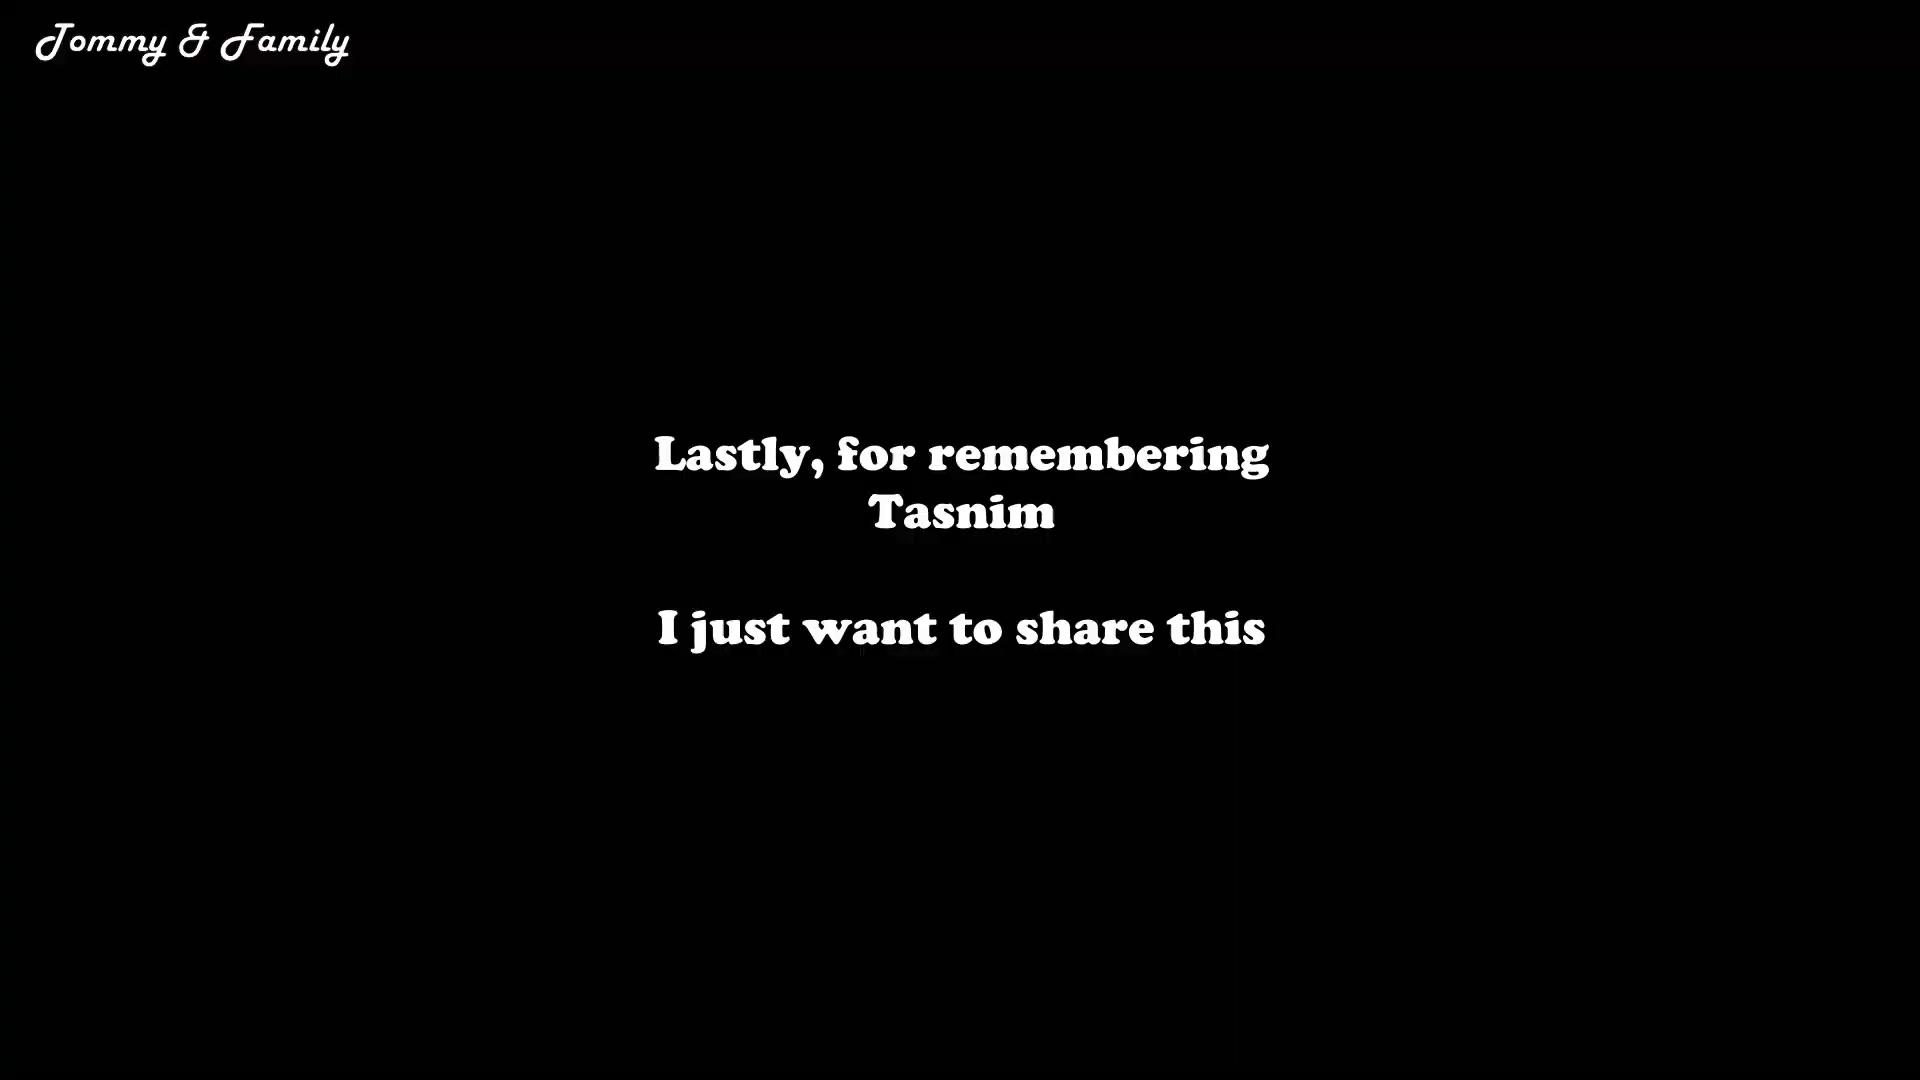 Tommy & Family
Lastly, for remembering
Tasnim
I just want to share this